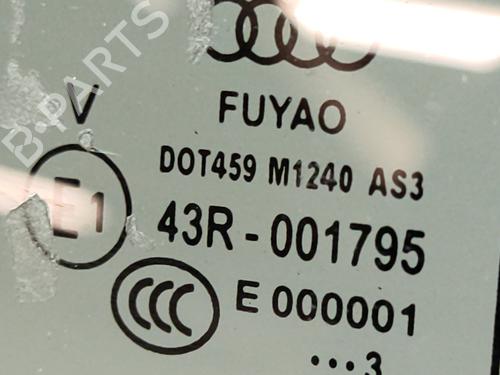 B-PARTS
V
FUYAO
DOT459 M1240 AS3
E1
43R-001795
CCC
E 000001
•••3